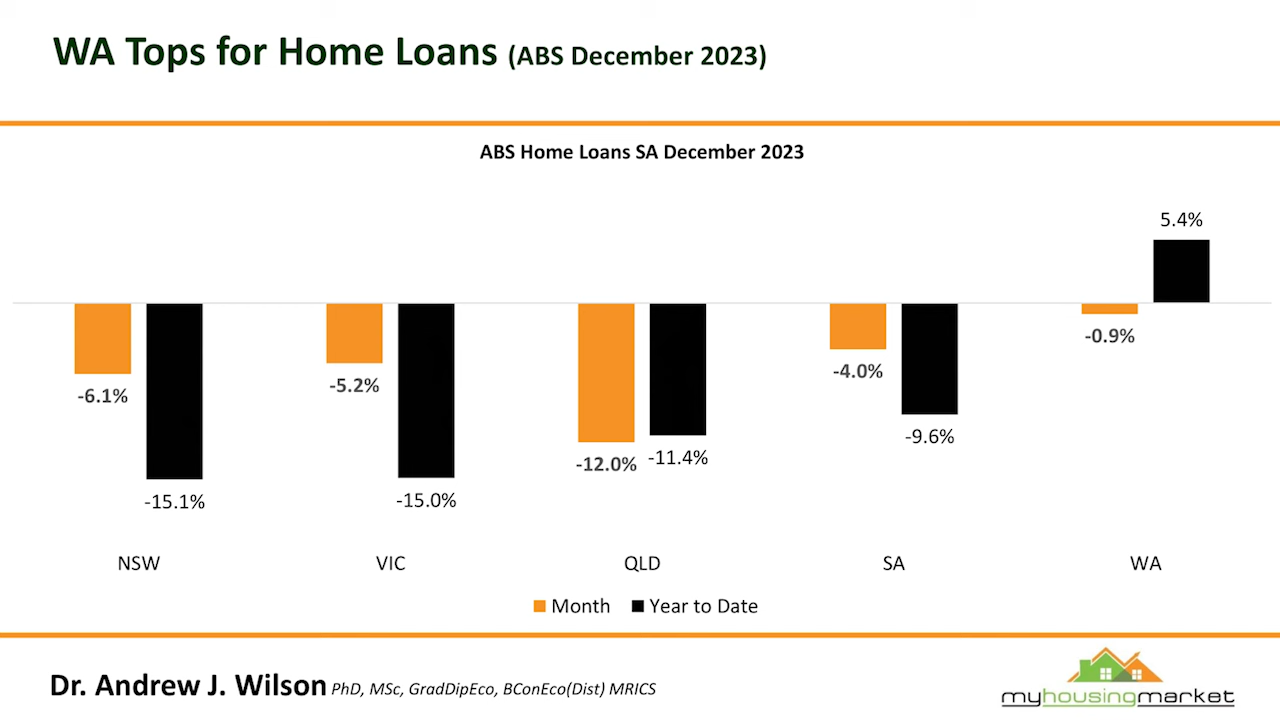 WA Tops for Home Loans (ABS December 2023)
ABS Home Loans SA December 2023
5.4%
-0.9%
-6.1%
-5.2%
-4.0%
-12.0%
-11.4%
-9.6%
-15.1%
-15.0%
NSW VIC QLD SA WA
Month Year to Date
Dr. Andrew J. Wilson PhD, MSc, GradDipEco, BConEco(Dist) MRICS
myhousingmarket